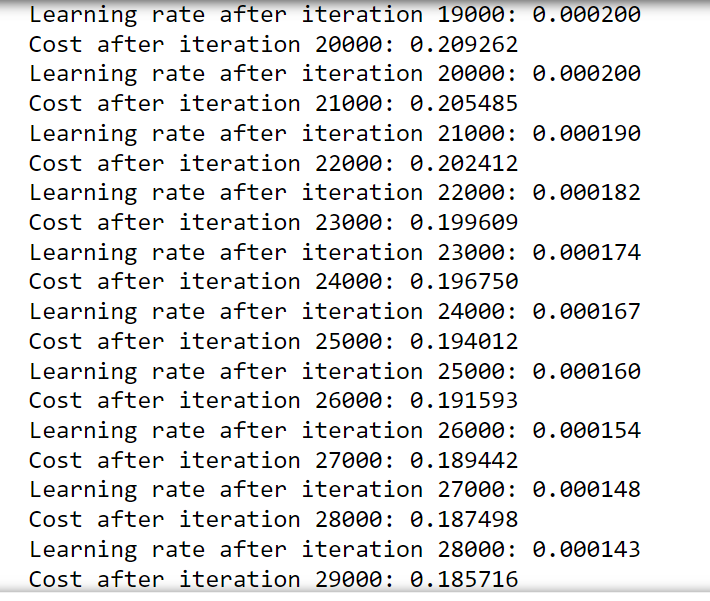 Learning rate after iteration 19000: 0.000200
Cost after iteration 20000: 0.209262
Learning rate after iteration 20000: 0.000200
Cost after iteration 21000: 0.205485
Learning rate after iteration 21000: 0.000190
Cost after iteration 22000: 0.202412
Learning rate after iteration 22000: 0.000182
Cost after iteration 23000: 0.199609
Learning rate after iteration 23000: 0.000174
Cost after iteration 24000: 0.196750
Learning rate after iteration 24000: 0.000167
Cost after iteration 25000: 0.194012
Learning rate after iteration 25000: 0.000160
Cost after iteration 26000: 0.191593
Learning rate after iteration 26000: 0.000154
Cost after iteration 27000: 0.189442
Learning rate after iteration 27000: 0.000148
Cost after iteration 28000: 0.187498
Learning rate after iteration 28000: 0.000143
Cost after iteration 29000: 0.185716